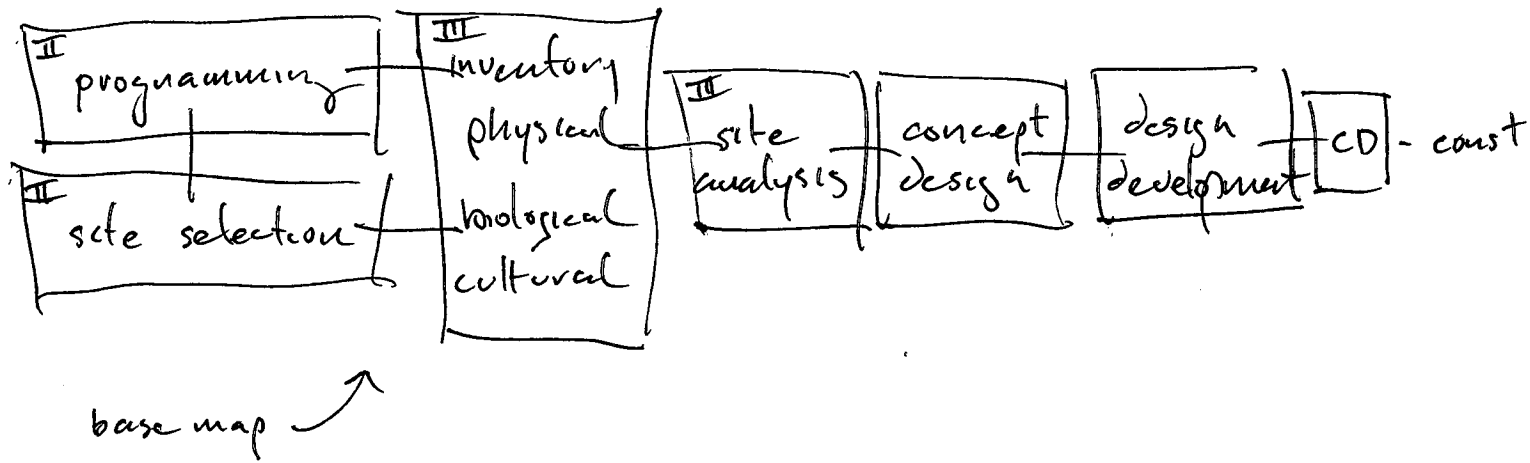 II
programming
II
site selection
III
inventory
physical
biological
cultural
III
site
analysis
concept
design
design
development
CD - const
base map